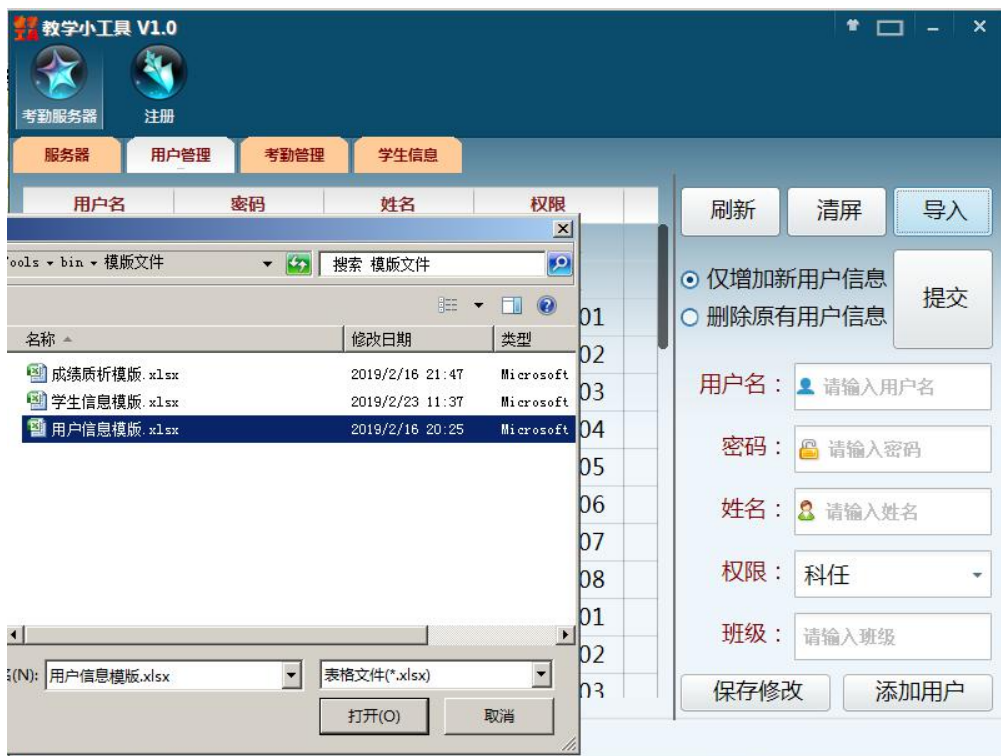 教学小工具 V1.0
考勤服务器 注册
服务器 用户管理 考勤管理 学生信息
用户名 密码 姓名 权限
刷新 清屏 导入
ools ▾ bin ▾ 模版文件 搜索 模版文件
仅增加新用户信息
删除原有用户信息
提交
名称 修改日期 类型
成绩质析模版.xlsx 2019/2/16 21:47 Microsoft
学生信息模版.xlsx 2019/2/23 11:37 Microsoft
用户信息模版.xlsx 2019/2/16 20:25 Microsoft
01
02
03
04
05
06
07
08
01
02
03
用户名： 请输入用户名
密码： 请输入密码
姓名： 请输入姓名
权限： 科任
班级： 请输入班级
(N): 用户信息模版.xlsx 表格文件(*.xlsx)
打开(O) 取消
保存修改 添加用户